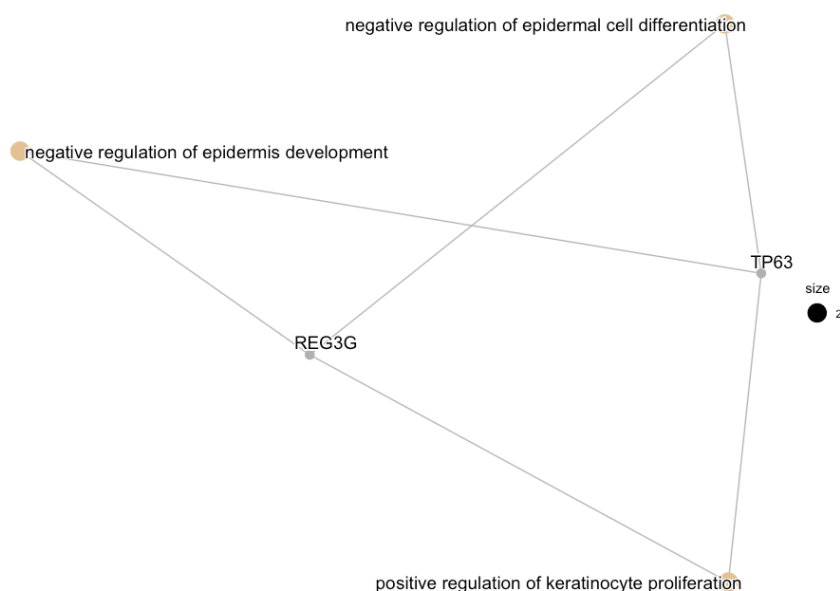 negative regulation of epidermal cell differentiation
negative regulation of epidermis development
TP63
size
2
REG3G
positive regulation of keratinocyte proliferation